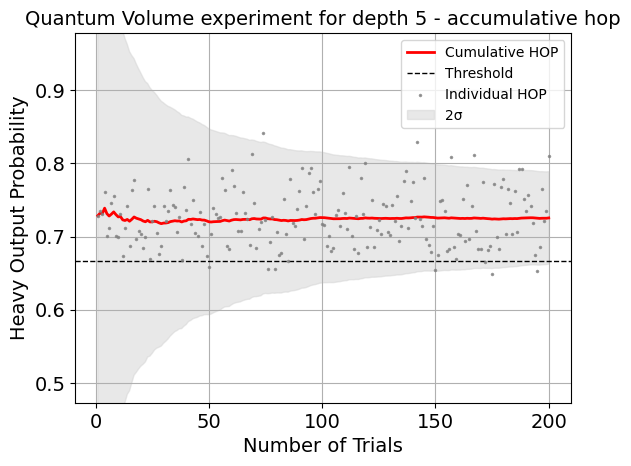 Quantum Volume experiment for depth 5 - accumulative hop
Cumulative HOP
Threshold
Individual HOP
2σ
Heavy Output Probability
0.9
0.8
0.7
0.6
0.5
0
50
100
150
200
Number of Trials